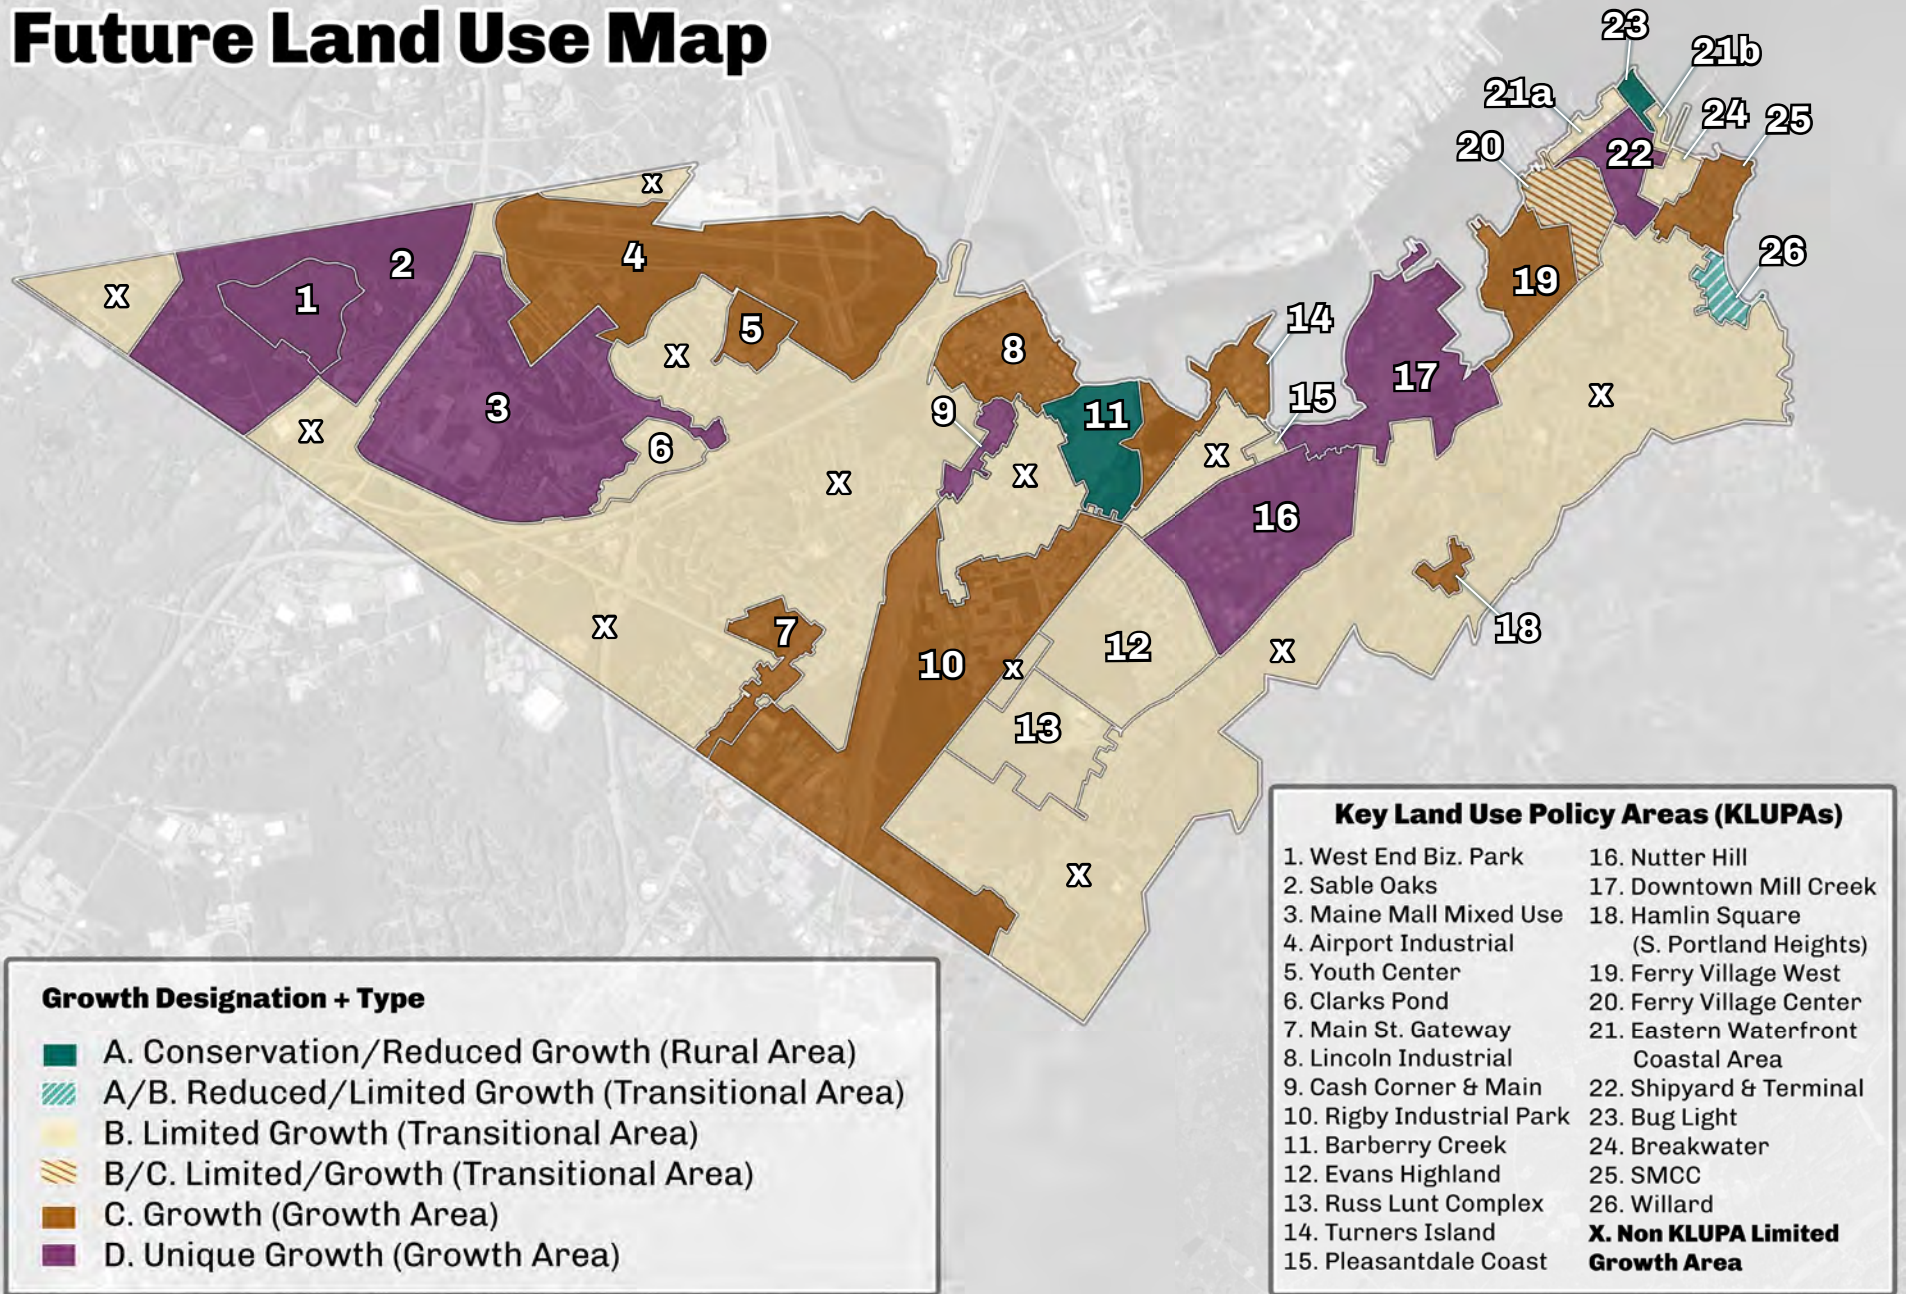 Future Land Use Map
23
21b
21a
24
25
20
22
x
4
2
26
x
1
19
14
5
x
8
17
3
9
11
15
x
x
6
x
x
x
16
x
7
12
18
x
10
x
13
x
Key Land Use Policy Areas (KLUPAs)
1. West End Biz. Park
2. Sable Oaks
3. Maine Mall Mixed Use
4. Airport Industrial
5. Youth Center
6. Clarks Pond
7. Main St. Gateway
8. Lincoln Industrial
9. Cash Corner & Main
10. Rigby Industrial Park
11. Barberry Creek
12. Evans Highland
13. Russ Lunt Complex
14. Turners Island
15. Pleasantdale Coast
16. Nutter Hill
17. Downtown Mill Creek
18. Hamlin Square
(S. Portland Heights)
19. Ferry Village West
20. Ferry Village Center
21. Eastern Waterfront
Coastal Area
22. Shipyard & Terminal
23. Bug Light
24. Breakwater
25. SMCC
26. Willard
X. Non KLUPA Limited
Growth Area
Growth Designation + Type
A. Conservation/Reduced Growth (Rural Area)
A/B. Reduced/Limited Growth (Transitional Area)
B. Limited Growth (Transitional Area)
B/C. Limited/Growth (Transitional Area)
C. Growth (Growth Area)
D. Unique Growth (Growth Area)